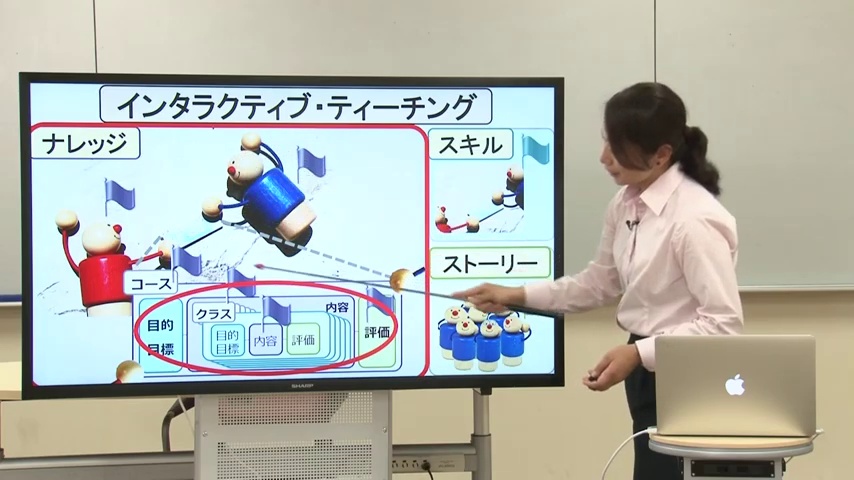 インタラクティブ・ティーチング
ナレッジ
スキル
ストーリー
コース
クラス
内容
目的
目標
目的
目標
内容
評価
評価
SHARP